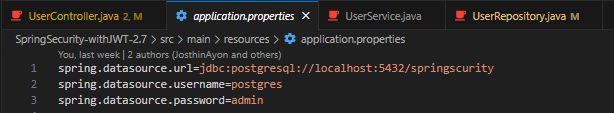 UserController.java 2, M application.properties × UserService.java UserRepository.java M
SpringSecurity-withJWT-2.7 > src > main > resources > application.properties
You, last week | 2 authors (JosthinAyon and others)
1 spring.datasource.url=jdbc:postgresql://localhost:5432/springscurity
2 spring.datasource.username=postgres
3 spring.datasource.password=admin